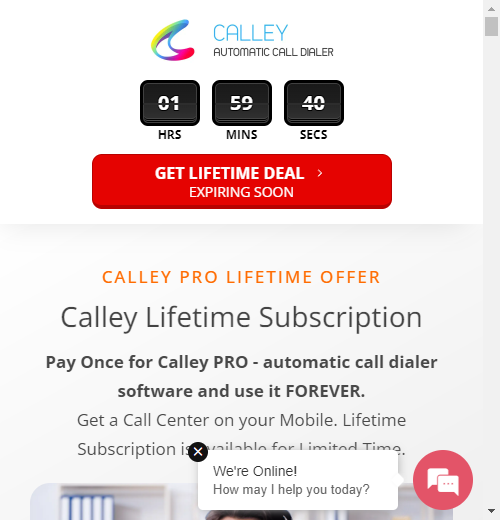 CALLEY
AUTOMATIC CALL DIALER
01 59 40
HRS MINS SECS
GET LIFETIME DEAL
EXPIRING SOON
CALLEY PRO LIFETIME OFFER
Calley Lifetime Subscription
Pay Once for Calley PRO - automatic call dialer
software and use it FOREVER.
Get a Call Center on your Mobile. Lifetime
Subscription is available for Limited Time.
We're Online!
How may I help you today?